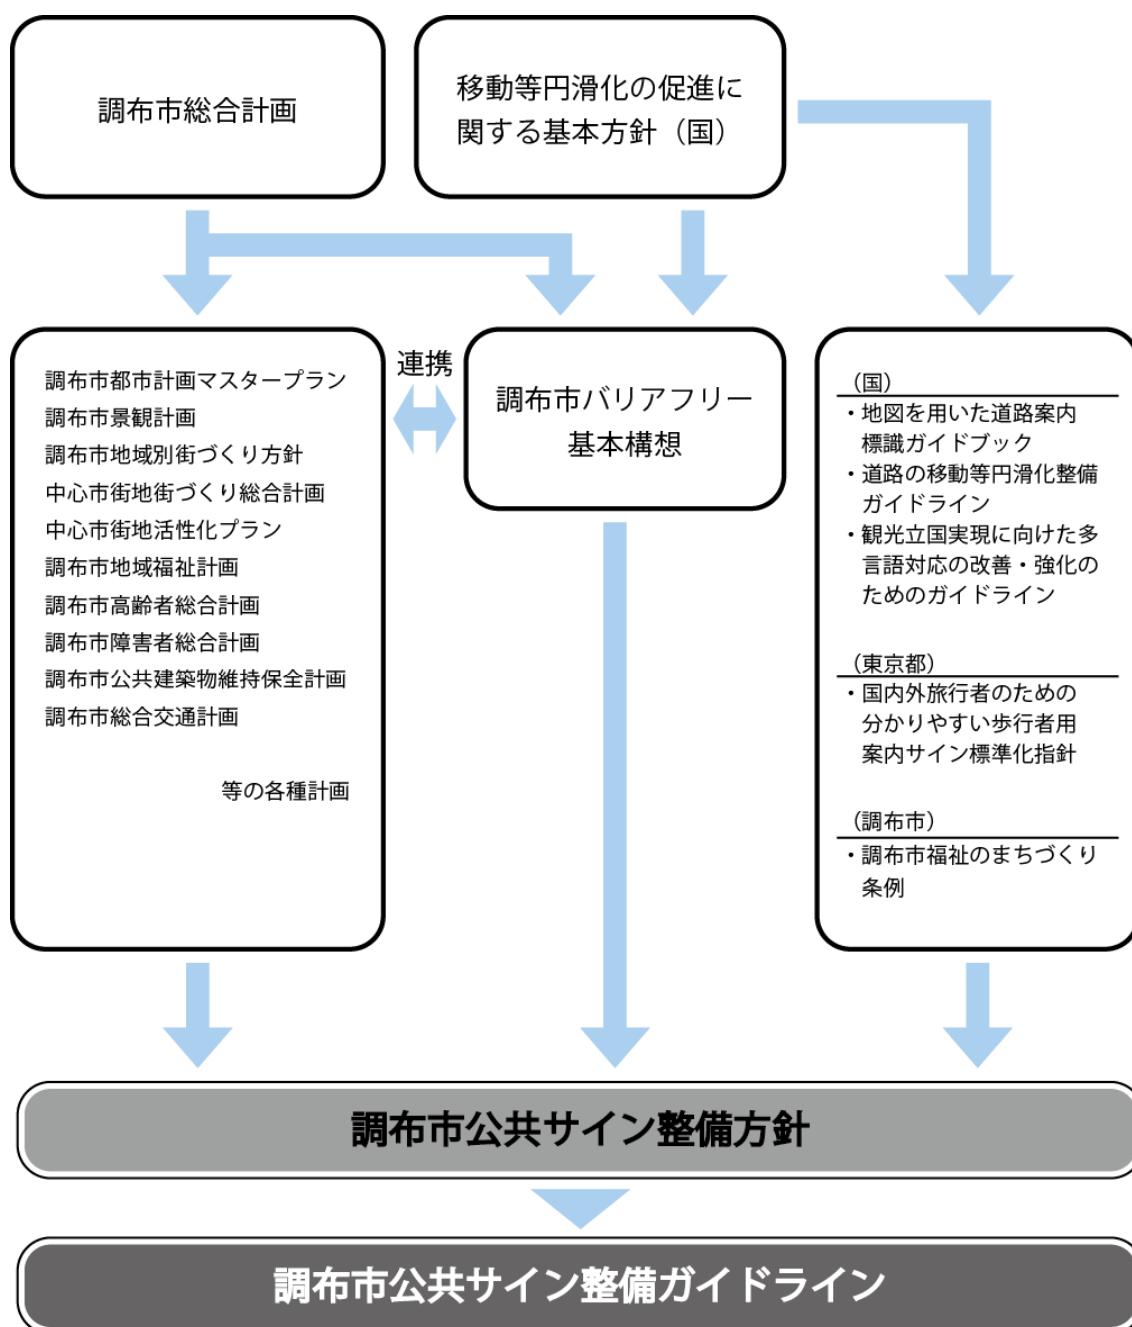 調布市総合計画
移動等円滑化の促進に
関する基本方針（国）
連携
調布市都市計画マスタープラン
調布市景観計画
調布市地域別街づくり方針
中心市街地街づくり総合計画
中心市街地活性化プラン
調布市地域福祉計画
調布市高齢者総合計画
調布市障害者総合計画
調布市公共建築物維持保全計画
調布市総合交通計画
等の各種計画
調布市バリアフリー
基本構想
（国）
・地図を用いた道路案内
標識ガイドブック
・道路の移動等円滑化整備
ガイドライン
・観光立国実現に向けた多
言語対応の改善・強化の
ためのガイドライン
（東京都）
・国内外旅行者のための
分かりやすい歩行者用
案内サイン標準化指針
（調布市）
・調布市福祉のまちづくり
条例
調布市公共サイン整備方針
調布市公共サイン整備ガイドライン